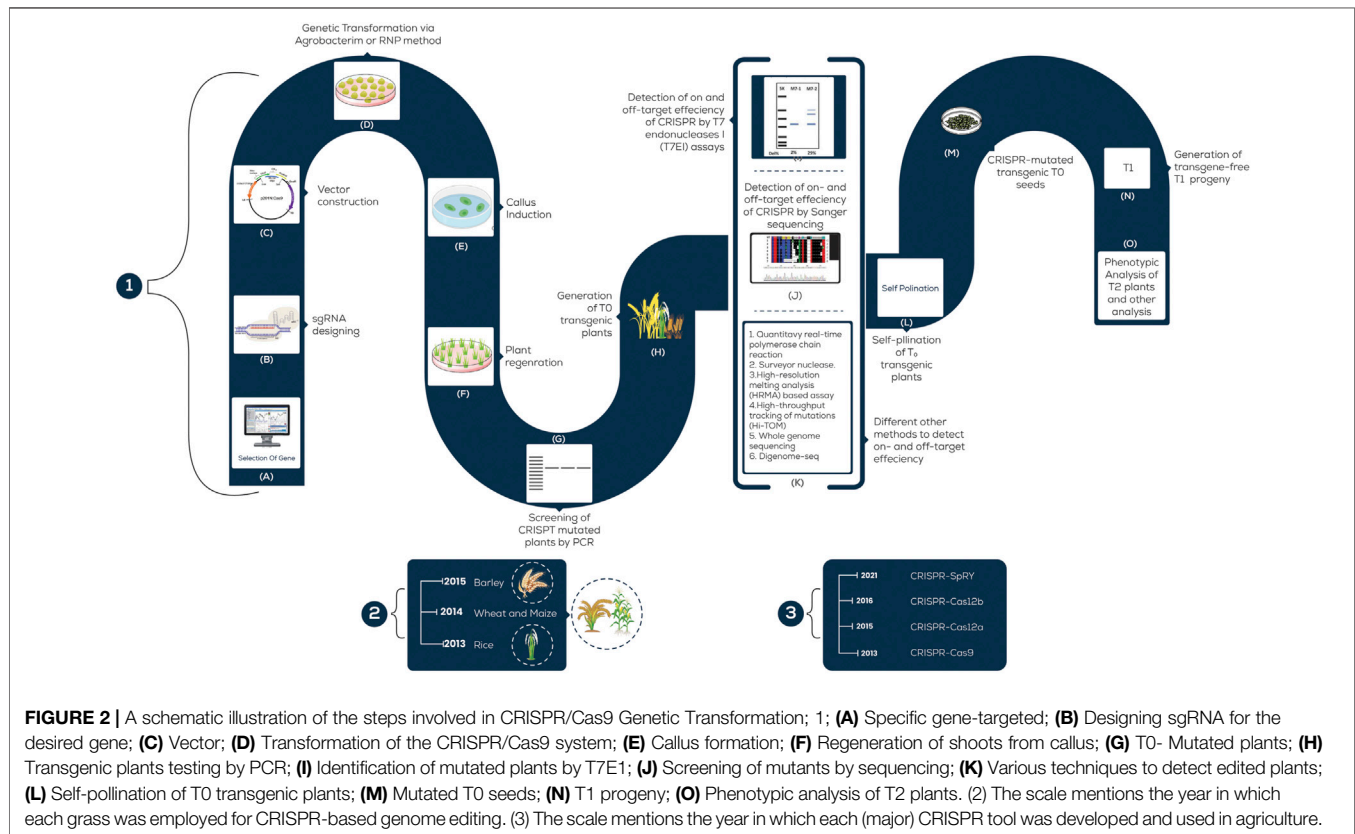 Genetic Transformation via
Agrobacterim or RNP method
(D)
1
(C)
Vector
construction
(B)
sgRNA
designing
Selection Of Gene
(A)
(E)
Callus
Induction
(F)
Plant
regenration
(G)
Screening of
CRISPT mutated
plants by PCR
Generation
of T0
transgenic
plants
(H)
Detection of on and
off-target effeciency
of CRISPR by T7
endonucleases I
(T7EI) assays
SK MT-1 MT-2
2%
Detection of on- and
off-target effeciency
of CRISPR by Sanger
sequencing
(J)
1. Quantitavy real-time
polymerase chain
reaction
2. Surveyor nuclease.
3.High-resolution
melting analysis
(HRMA) based assay
4.High-throughput
tracking of mutations
(Hi-TOM)
5. Whole genome
sequencing
6. Digenome-seq
(K)
Different other
methods to detect
on- and off-target
effeciency
Self Polination
(L)
Self-pllination
of T₀
transgenic
plants
(M)
CRISPR-mutated
transgenic T0
seeds
T1
(N)
Generation of
transgene-free
T1 progeny
(O)
Phenotypic
Analysis of
T2 plants
and other
analysis
2
2015 Barley
2014 Wheat and Maize
2013 Rice
3
2021 CRISPR-SpRY
2016 CRISPR-Cas12b
2015 CRISPR-Cas12a
2013 CRISPR-Cas9
FIGURE 2 | A schematic illustration of the steps involved in CRISPR/Cas9 Genetic Transformation; 1; (A) Specific gene-targeted; (B) Designing sgRNA for the
desired gene; (C) Vector; (D) Transformation of the CRISPR/Cas9 system; (E) Callus formation; (F) Regeneration of shoots from callus; (G) T0- Mutated plants; (H)
Transgenic plants testing by PCR; (I) Identification of mutated plants by T7E1; (J) Screening of mutants by sequencing; (K) Various techniques to detect edited plants;
(L) Self-pollination of T0 transgenic plants; (M) Mutated T0 seeds; (N) T1 progeny; (O) Phenotypic analysis of T2 plants. (2) The scale mentions the year in which
each grass was employed for CRISPR-based genome editing. (3) The scale mentions the year in which each (major) CRISPR tool was developed and used in agriculture.